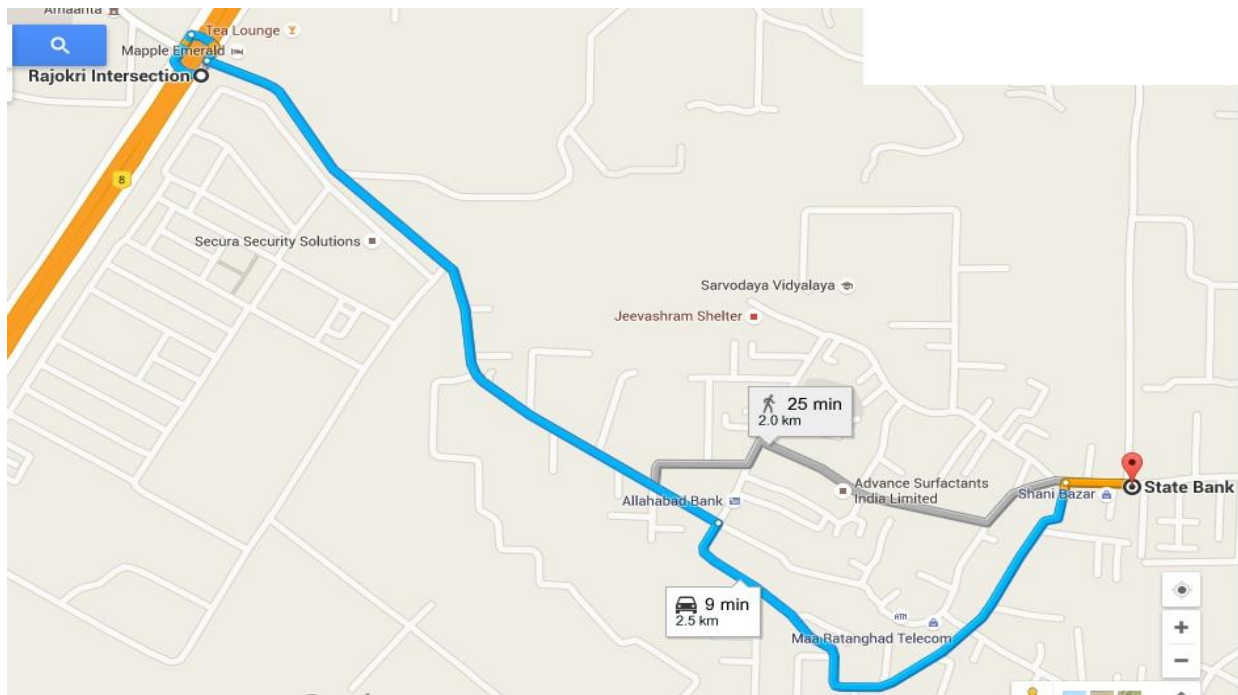 Amaanta
Tea Lounge
Mapple Emerald
Rajokri Intersection
8
Secura Security Solutions
Sarvodaya Vidyalaya
Jeevashram Shelter
25 min
2.0 km
Advance Surfactants
India Limited
Shani Bazar
State Bank
Allahabad Bank
9 min
2.5 km
ATM
Maa Ratanghad Telecom
+
−